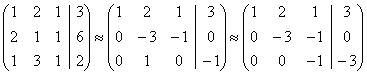 ( 1 2 1 | 3 ) ≈ ( 1 2 1 | 3 ) ≈ ( 1 2 1 | 3 )
( 2 1 1 | 6 ) ( 0 −3 −1 | 0 ) ( 0 −3 −1 | 0 )
( 1 3 1 | 2 ) ( 0 1 0 | −1 ) ( 0 0 −1 | −3 )